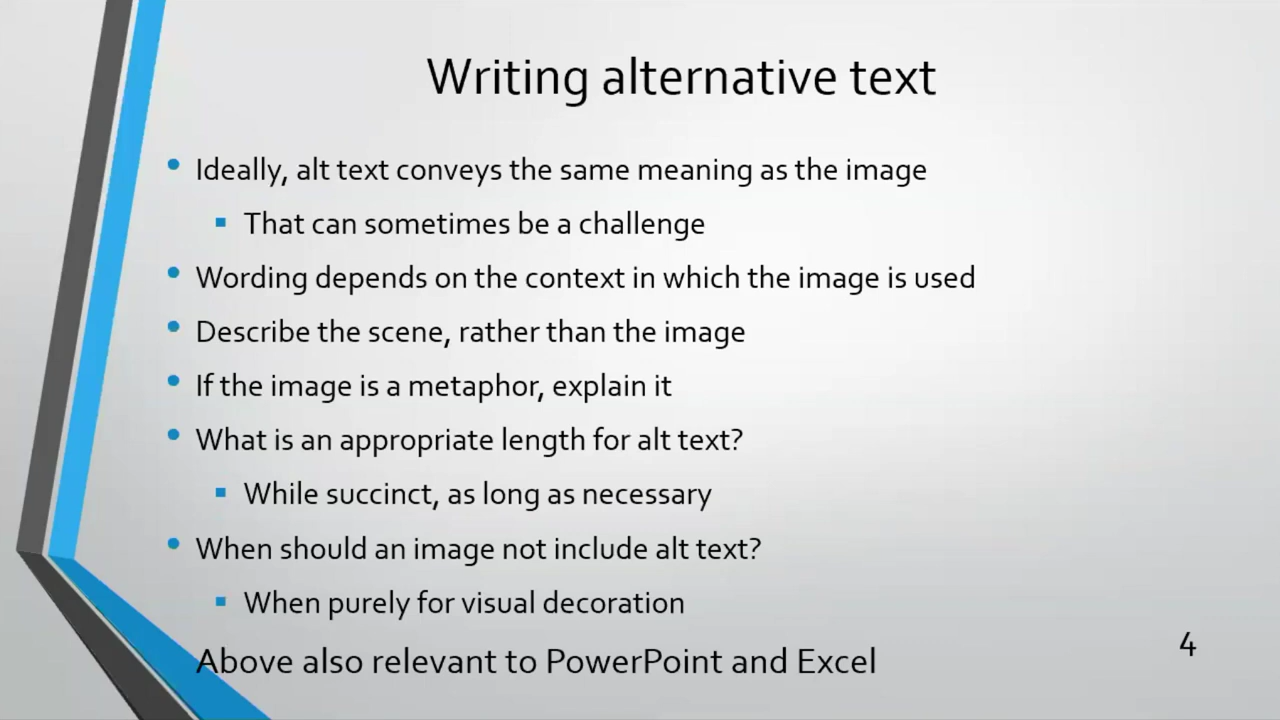 Writing alternative text
• Ideally, alt text conveys the same meaning as the image
▪ That can sometimes be a challenge
• Wording depends on the context in which the image is used
• Describe the scene, rather than the image
• If the image is a metaphor, explain it
• What is an appropriate length for alt text?
▪ While succinct, as long as necessary
• When should an image not include alt text?
▪ When purely for visual decoration
Above also relevant to PowerPoint and Excel
4